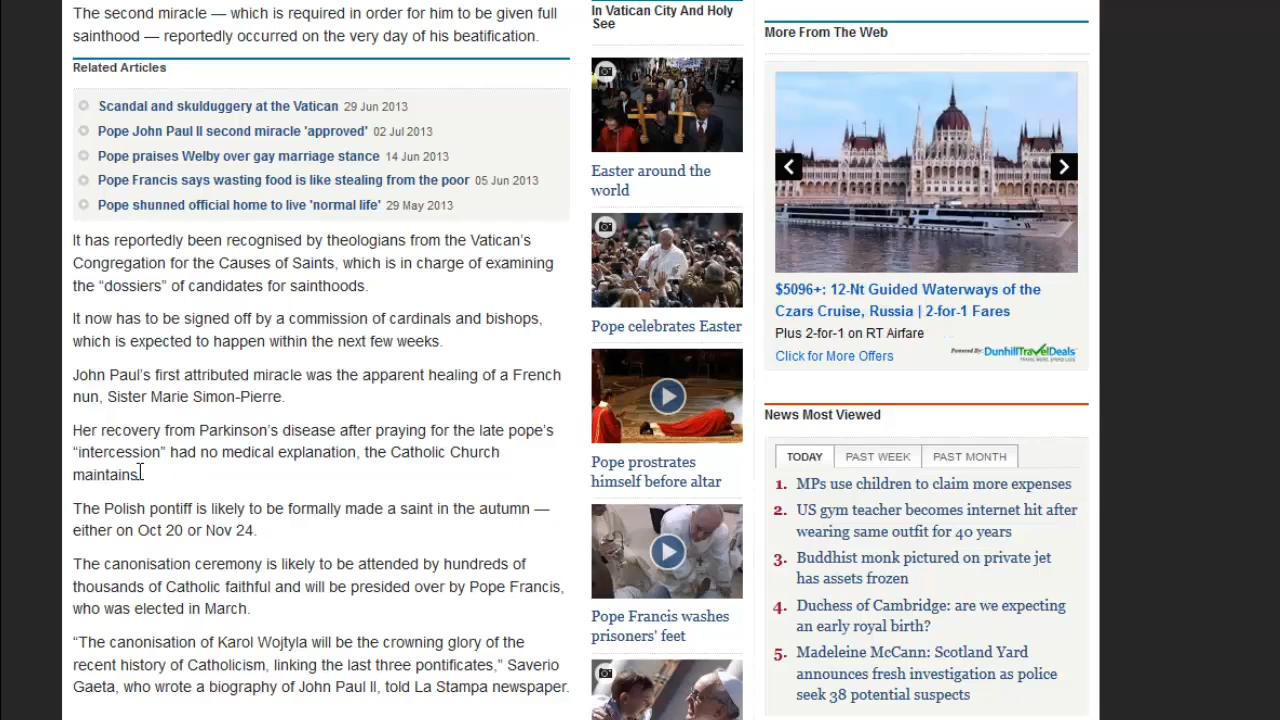 The second miracle — which is required in order for him to be given full
sainthood — reportedly occurred on the very day of his beatification.
Related Articles
Scandal and skulduggery at the Vatican 29 Jun 2013
Pope John Paul II second miracle 'approved' 02 Jul 2013
Pope praises Welby over gay marriage stance 14 Jun 2013
Pope Francis says wasting food is like stealing from the poor 05 Jun 2013
Pope shunned official home to live 'normal life' 29 May 2013
It has reportedly been recognised by theologians from the Vatican’s
Congregation for the Causes of Saints, which is in charge of examining
the “dossiers” of candidates for sainthoods.
It now has to be signed off by a commission of cardinals and bishops,
which is expected to happen within the next few weeks.
John Paul’s first attributed miracle was the apparent healing of a French
nun, Sister Marie Simon-Pierre.
Her recovery from Parkinson’s disease after praying for the late pope’s
“intercession” had no medical explanation, the Catholic Church
maintains.
The Polish pontiff is likely to be formally made a saint in the autumn —
either on Oct 20 or Nov 24.
The canonisation ceremony is likely to be attended by hundreds of
thousands of Catholic faithful and will be presided over by Pope Francis,
who was elected in March.
“The canonisation of Karol Wojtyla will be the crowning glory of the
recent history of Catholicism, linking the last three pontificates,” Saverio
Gaeta, who wrote a biography of John Paul II, told La Stampa newspaper.
In Vatican City And Holy
See
Easter around the
world
Pope celebrates Easter
Pope prostrates
himself before altar
Pope Francis washes
prisoners' feet
More From The Web
$5096+: 12-Nt Guided Waterways of the
Czars Cruise, Russia | 2-for-1 Fares
Plus 2-for-1 on RT Airfare
Click for More Offers
Powered By: DunhillTravelDeals
News Most Viewed
TODAY PAST WEEK PAST MONTH
1. MPs use children to claim more expenses
2. US gym teacher becomes internet hit after
wearing same outfit for 40 years
3. Buddhist monk pictured on private jet
has assets frozen
4. Duchess of Cambridge: are we expecting
an early royal birth?
5. Madeleine McCann: Scotland Yard
announces fresh investigation as police
seek 38 potential suspects